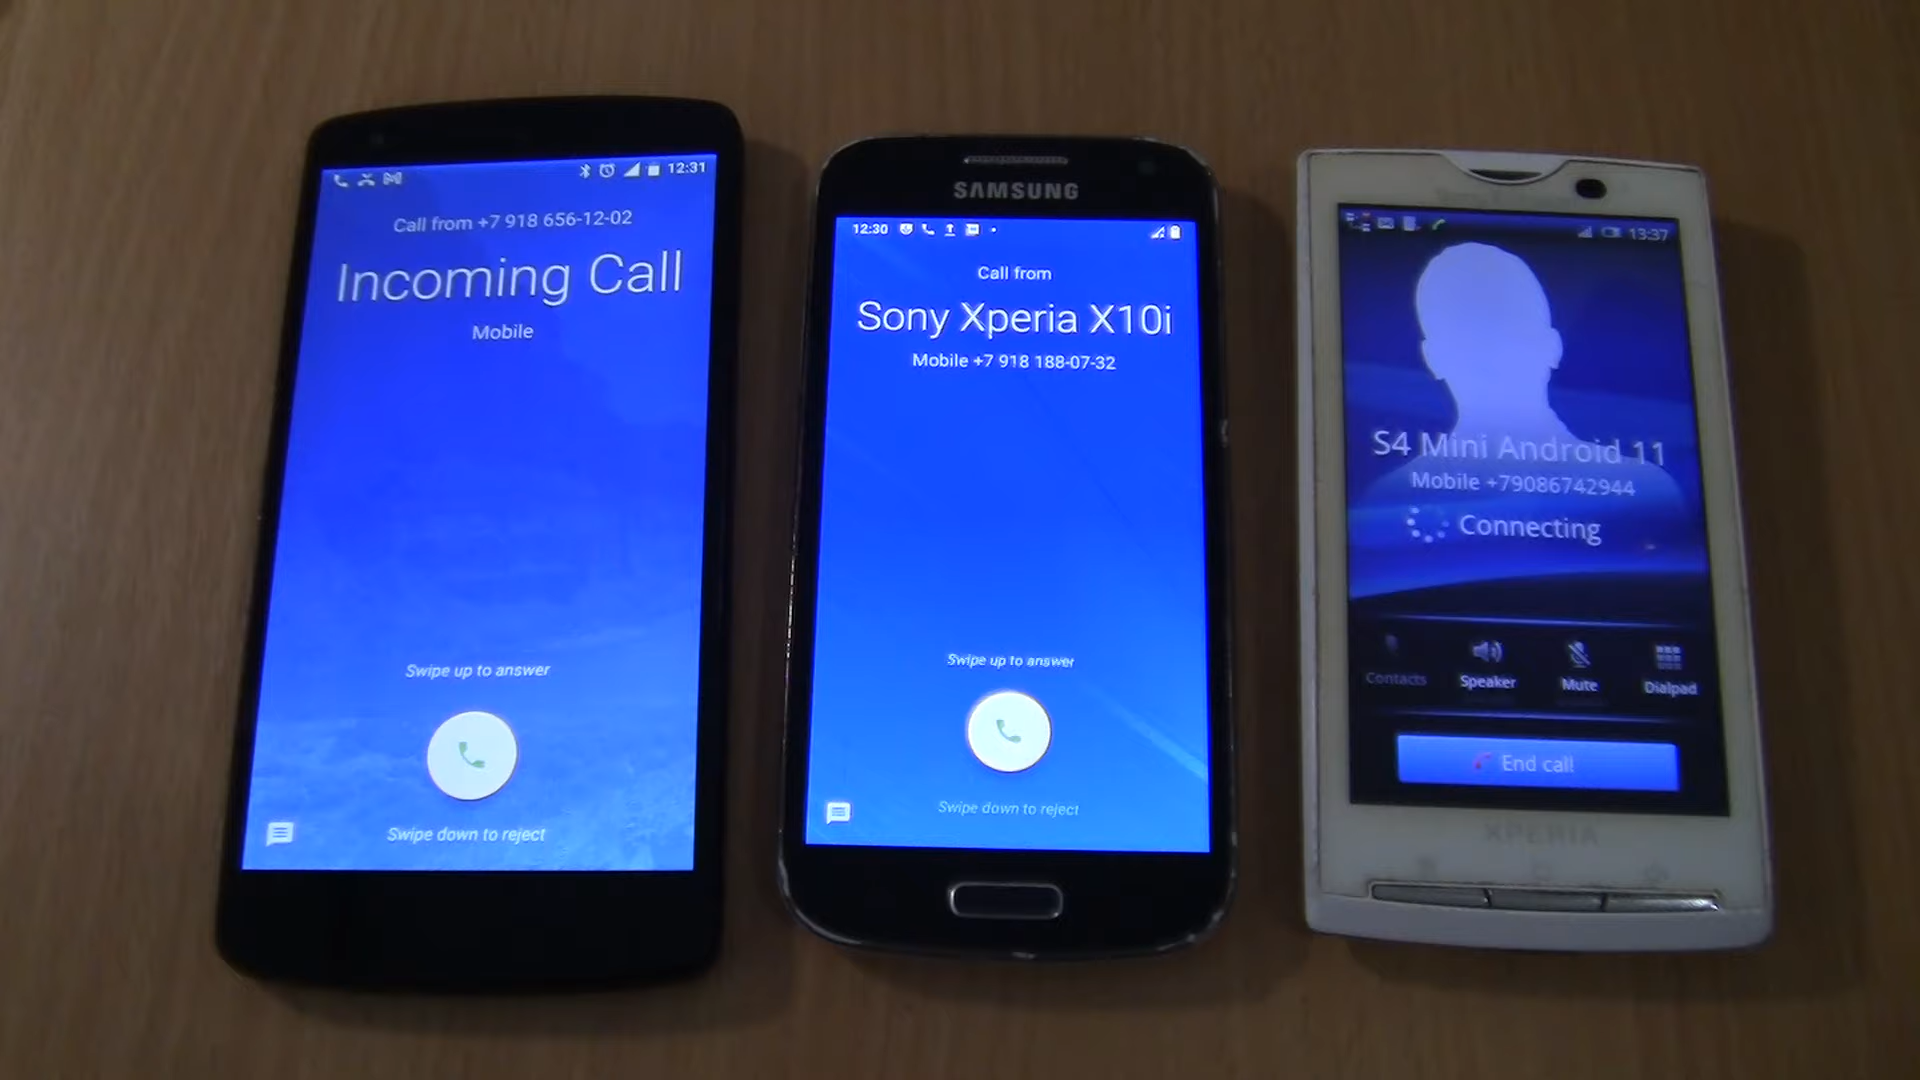 12:31
Call from +7 918 656-12-02
Incoming Call
Mobile
Swipe up to answer
Swipe down to reject
SAMSUNG
12:30
Call from
Sony Xperia X10i
Mobile +7 918 188-07-32
Swipe up to answer
Swipe down to reject
13:37
S4 Mini Android 11
Mobile +79086742944
Connecting
Contacts
Speaker
Mute
Dialpad
End call
XPERIA